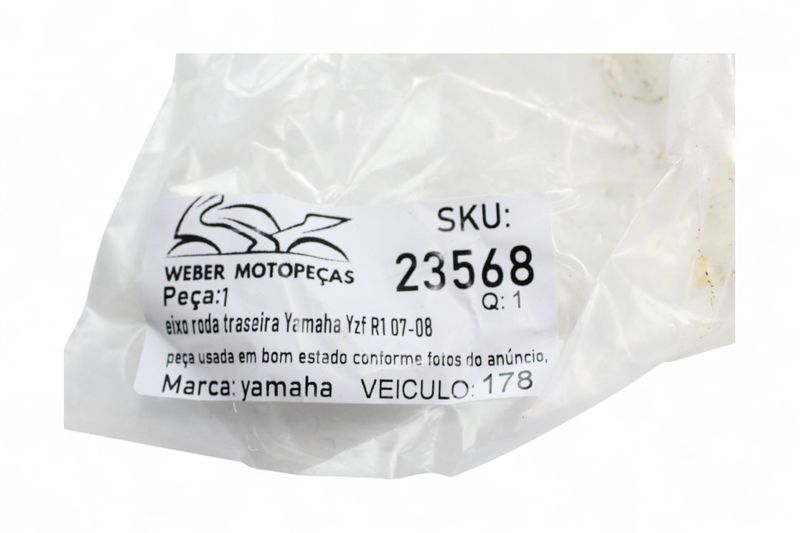 SKU:
23568
Q: 1
WEBER MOTOPEÇAS
Peça:1
eixo roda traseira Yamaha Yzf R1 07-08
peça usada em bom estado conforme fotos do anúncio,
Marca: yamaha VEICULO: 178